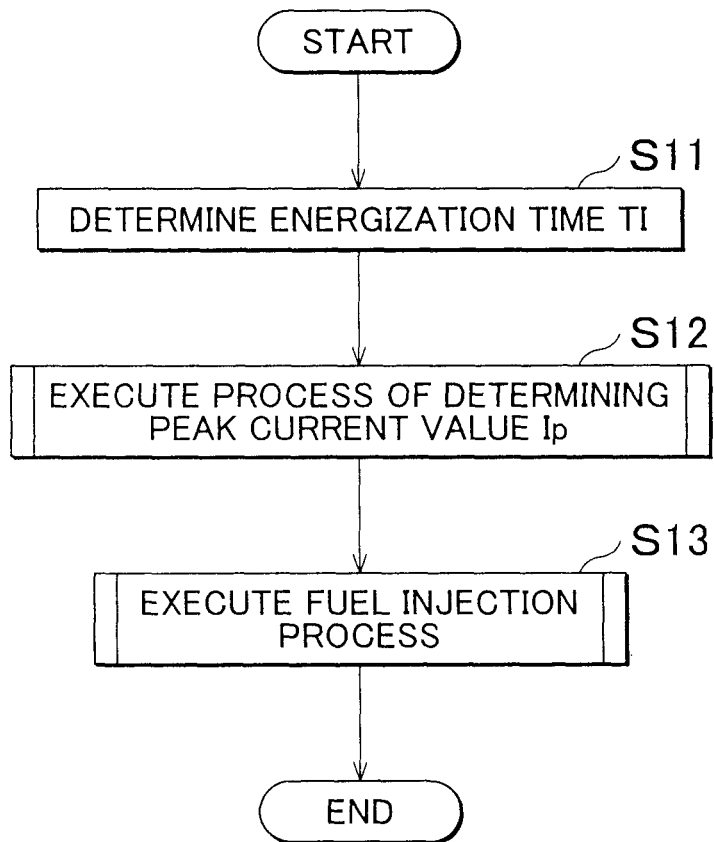 START
S11
DETERMINE ENERGIZATION TIME TI
S12
EXECUTE PROCESS OF DETERMINING
PEAK CURRENT VALUE Ip
S13
EXECUTE FUEL INJECTION
PROCESS
END